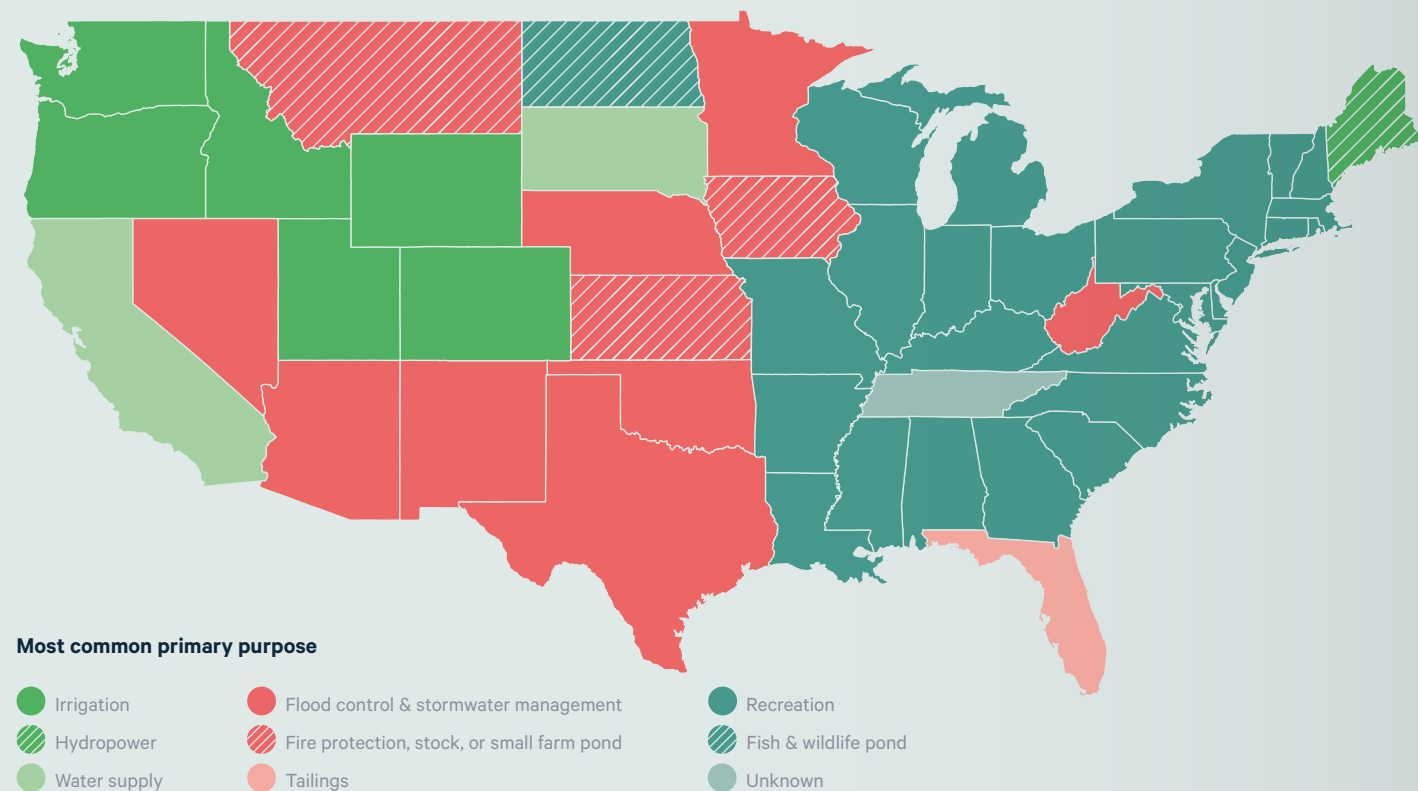 Most common primary purpose
Irrigation
Flood control & stormwater management
Recreation
Hydropower
Fire protection, stock, or small farm pond
Fish & wildlife pond
Water supply
Tailings
Unknown